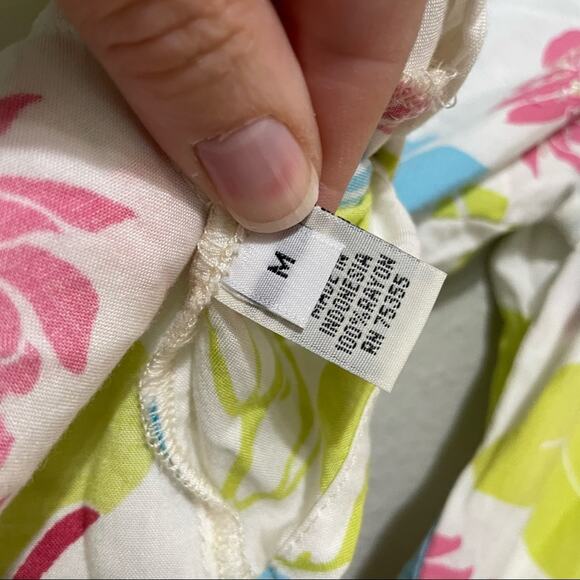 M
MADE IN
INDONESIA
100% RAYON
RN 75355